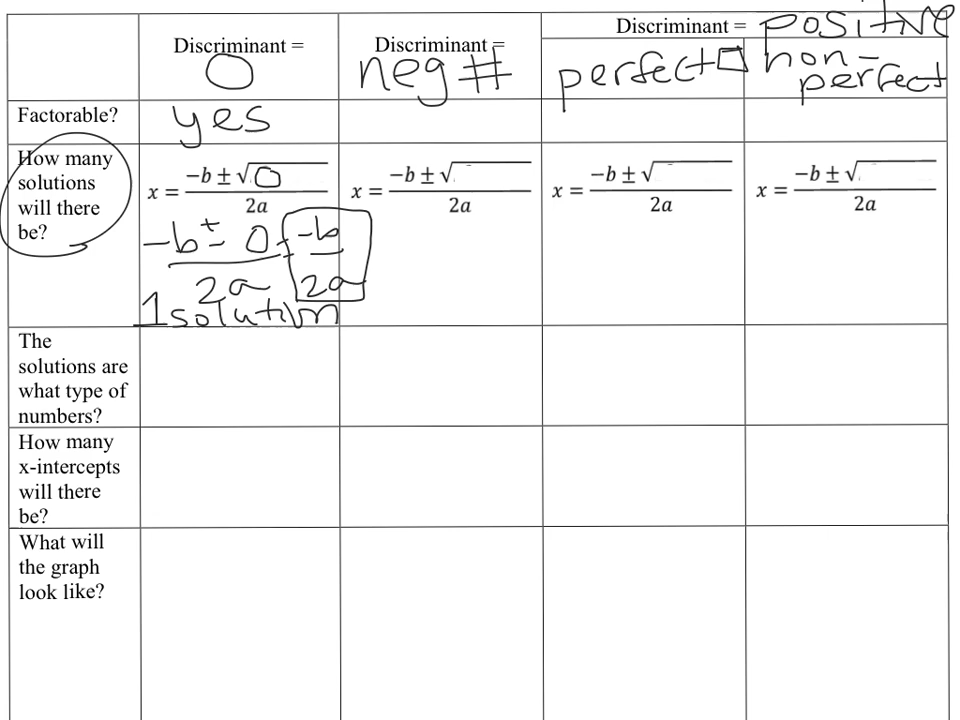 Discriminant = 0
Discriminant = neg #
Discriminant = positive
perfect □
non-perfect
Factorable?
yes
How many solutions will there be?
x = −b ± √0 / 2a
−b ± 0 / 2a = −b / 2a
1 solution
x = −b ± √ / 2a
x = −b ± √ / 2a
x = −b ± √ / 2a
The solutions are what type of numbers?
How many x-intercepts will there be?
What will the graph look like?